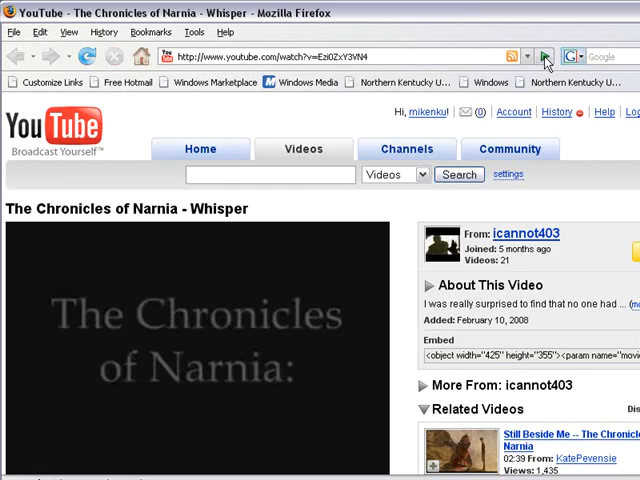 YouTube - The Chronicles of Narnia - Whisper - Mozilla Firefox
File Edit View History Bookmarks Tools Help
http://www.youtube.com/watch?v=Ezi0ZxY3VN4 Google
Customize Links Free Hotmail Windows Marketplace Windows Media Northern Kentucky U... Windows Northern Kentucky U...
Hi, mikenku! (0) Account History Help Log
YouTube
Broadcast Yourself™
Home Videos Channels Community
Videos Search settings
The Chronicles of Narnia - Whisper
From: icannot403
Joined: 5 months ago
Videos: 21
About This Video
I was really surprised to find that no one had ... (mo
Added: February 10, 2008
Embed
<object width="425" height="355"><param name="movie
The Chronicles
of Narnia:
More From: icannot403
Related Videos Dis
Still Beside Me -- The Chronicles
Narnia
02:39 From: KatePevensie
Views: 1,435